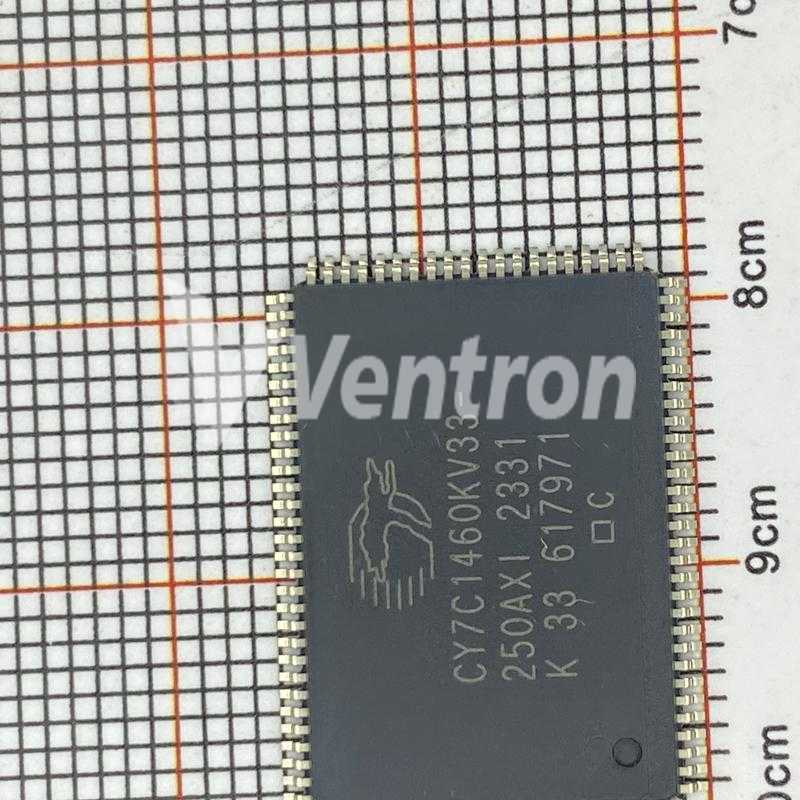 7c
8cm
9cm
0cm
Ventron
CY7C1460KV33-
250AXI 2331
K 33 617971
C